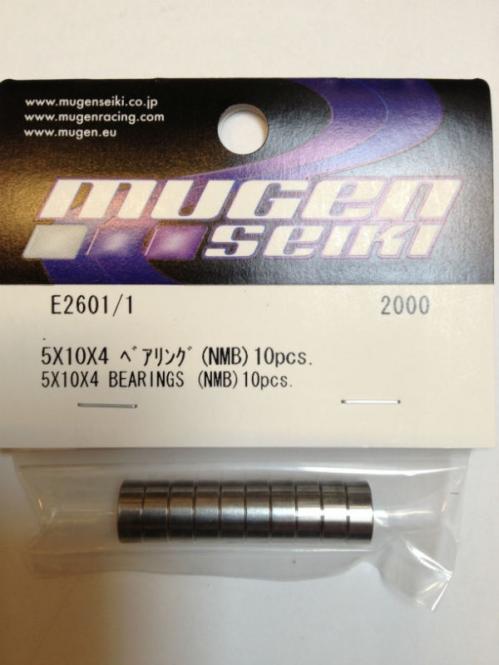 www.mugenseiki.co.jp
www.mugenracing.com
www.mugen.eu
mugen
seiki
E2601/1 2000
5X10X4 ﾍﾞｱﾘﾝｸﾞ(NMB)10pcs.
5X10X4 BEARINGS (NMB)10pcs.